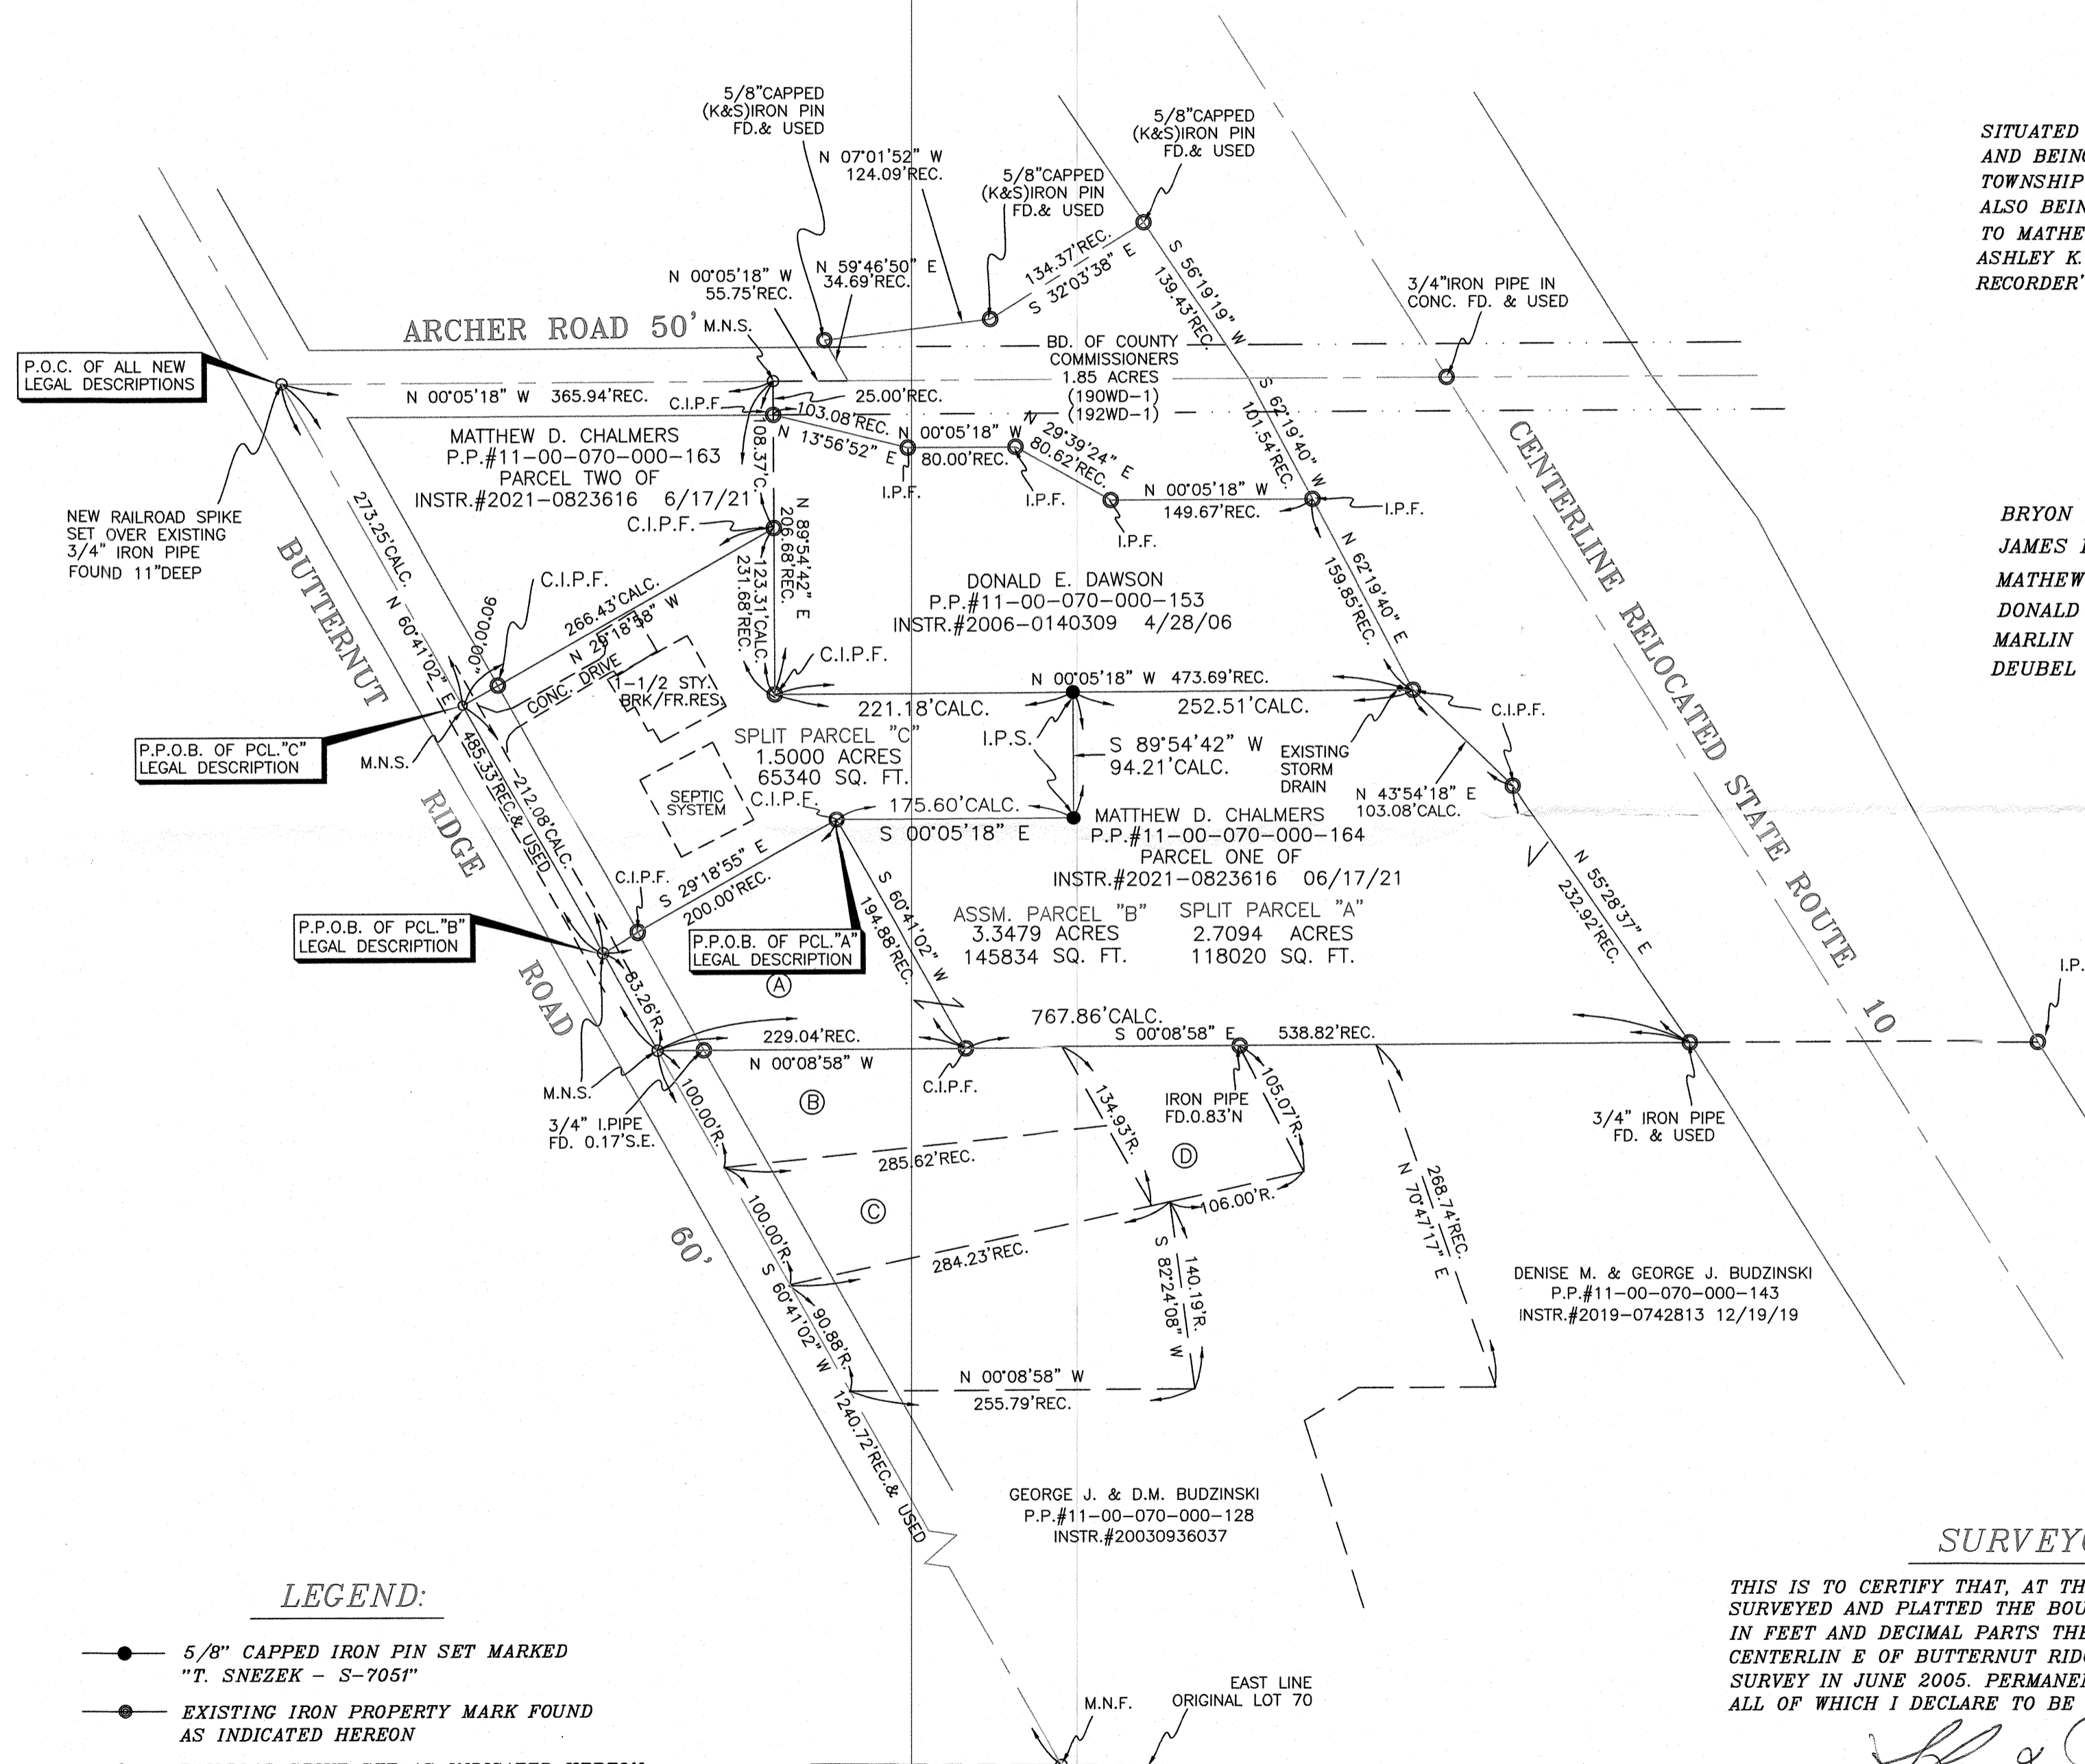 5/8"CAPPED
(K&S)IRON PIN
FD.& USED
5/8"CAPPED
(K&S)IRON PIN
FD.& USED
N 07°01'52" W
124.09'REC.
5/8"CAPPED
(K&S)IRON PIN
FD.& USED
134.37'REC.
S 32°03'38" E
S 56°19'19" W
139.43'REC.
N 00°05'18" W
55.75'REC.
N 59°46'50" E
34.69'REC.
3/4"IRON PIPE IN
CONC. FD. & USED
ARCHER ROAD 50'
M.N.S.
BD. OF COUNTY
COMMISSIONERS
1.85 ACRES
(190WD-1)
(192WD-1)
P.O.C. OF ALL NEW
LEGAL DESCRIPTIONS
N 00°05'18" W 365.94'REC.
C.I.P.F.
25.00'REC.
103.08'REC.
N 13°56'52" E
N 00°05'18" W
80.00'REC.
N 29°39'24" E
80.62'REC.
S 62°19'40" W
101.54'REC.
N 00°05'18" W
149.67'REC.
I.P.F.
I.P.F.
I.P.F.
I.P.F.
MATTHEW D. CHALMERS
P.P.#11-00-070-000-163
PARCEL TWO OF
INSTR.#2021-0823616 6/17/21
C.I.P.F.
108.37'C.
N 89°54'42" E
206.68'REC.
123.31'CALC.
231.68'REC.
NEW RAILROAD SPIKE
SET OVER EXISTING
3/4" IRON PIPE
FOUND 11"DEEP
273.25'CALC.
N 60°41'02" E
BUTTERNUT
RIDGE
ROAD
60'
C.I.P.F.
90°00'00"
266.43'CALC.
N 29°18'58" W
CONC. DRIVE
1-1/2 STY.
BRK/FR.RES.
DONALD E. DAWSON
P.P.#11-00-070-000-153
INSTR.#2006-0140309 4/28/06
N 62°19'40" E
159.85'REC.
CENTERLINE RELOCATED STATE ROUTE 10
C.I.P.F.
N 00°05'18" W 473.69'REC.
221.18'CALC.
252.51'CALC.
C.I.P.F.
P.P.O.B. OF PCL."C"
LEGAL DESCRIPTION
M.N.S.
485.33'REC.& USED
212.08'CALC.
SPLIT PARCEL "C"
1.5000 ACRES
65340 SQ. FT.
I.P.S.
S 89°54'42" W
94.21'CALC.
EXISTING
STORM
DRAIN
N 43°54'18" E
103.08'CALC.
SEPTIC
SYSTEM
C.I.P.F.
175.60'CALC.
S 00°05'18" E
MATTHEW D. CHALMERS
P.P.#11-00-070-000-164
PARCEL ONE OF
INSTR.#2021-0823616 06/17/21
C.I.P.F.
S 29°18'55" E
200.00'REC.
S 60°41'02" W
194.88'REC.
N 55°28'37" E
232.92'REC.
ASSM. PARCEL "B"
3.3479 ACRES
145834 SQ. FT.
SPLIT PARCEL "A"
2.7094 ACRES
118020 SQ. FT.
P.P.O.B. OF PCL."B"
LEGAL DESCRIPTION
P.P.O.B. OF PCL."A"
LEGAL DESCRIPTION
A
83.26'R.
229.04'REC.
N 00°08'58" W
767.86'CALC.
S 00°08'58" E
538.82'REC.
I.P.
M.N.S.
3/4" I.PIPE
FD. 0.17'S.E.
B
C.I.P.F.
IRON PIPE
FD.0.83'N
3/4" IRON PIPE
FD. & USED
100.00'R.
134.93'R.
105.07'R.
285.62'REC.
D
C
106.00'R.
268.74'REC.
N 70°47'17" E
100.00'R.
284.23'REC.
S 82°24'08" W
140.19'R.
S 60°41'02" W
90.88'R.
N 00°08'58" W
255.79'REC.
1240.72'REC.& USED
DENISE M. & GEORGE J. BUDZINSKI
P.P.#11-00-070-000-143
INSTR.#2019-0742813 12/19/19
GEORGE J. & D.M. BUDZINSKI
P.P.#11-00-070-000-128
INSTR.#20030936037
M.N.F.
EAST LINE
ORIGINAL LOT 70
LEGEND:
5/8" CAPPED IRON PIN SET MARKED
"T. SNEZEK - S-7051"
EXISTING IRON PROPERTY MARK FOUND
AS INDICATED HEREON
SITUATED
AND BEING
TOWNSHIP
ALSO BEIN
TO MATHE
ASHLEY K.
RECORDER'
BRYON
JAMES
MATHEW
DONALD
MARLIN
DEUBEL
SURVEYO
THIS IS TO CERTIFY THAT, AT TH
SURVEYED AND PLATTED THE BOU
IN FEET AND DECIMAL PARTS THE
CENTERLIN E OF BUTTERNUT RID
SURVEY IN JUNE 2005. PERMANE
ALL OF WHICH I DECLARE TO BE